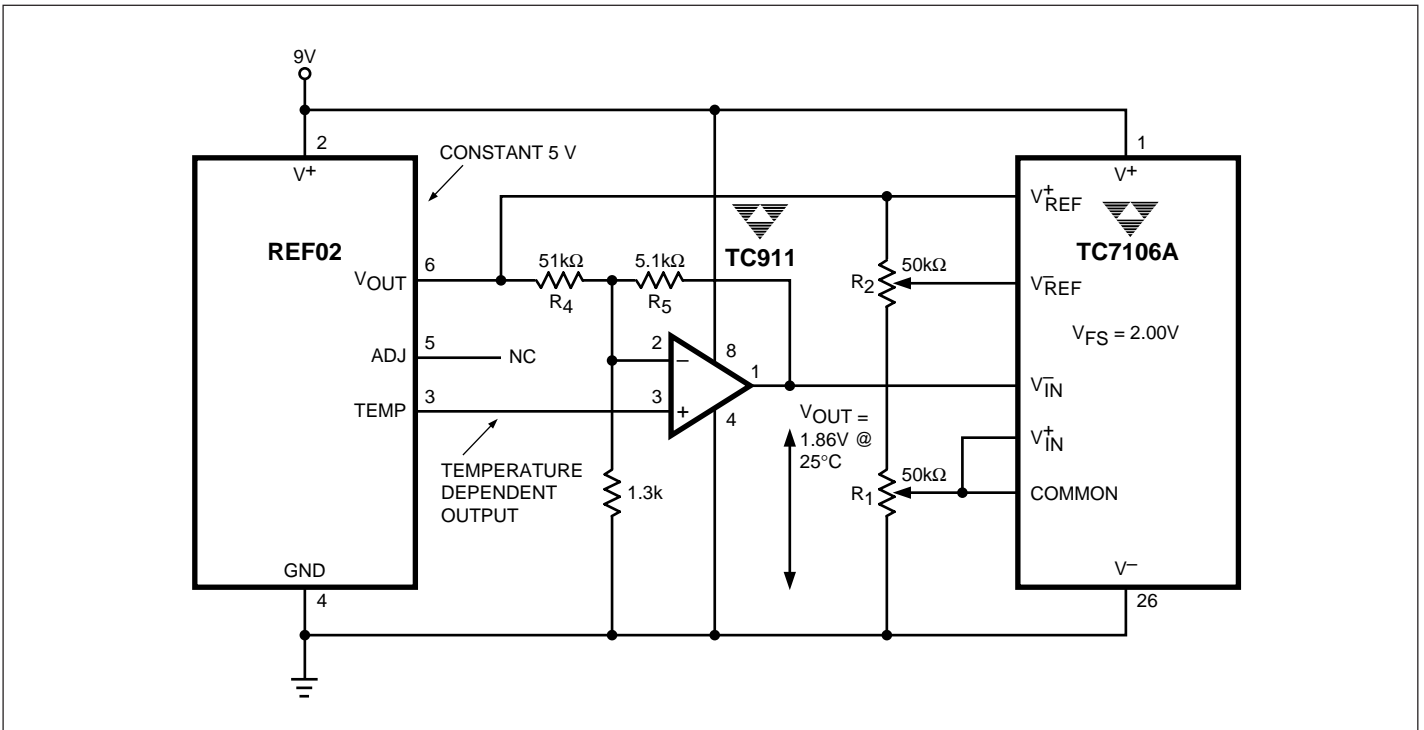 9V
2
V+
CONSTANT 5 V
1
V+
REF02
TC911
V+REF
TC7106A
6
VOUT
51kΩ
R4
5.1kΩ
R5
50kΩ
R2
V–REF
VFS = 2.00V
5
ADJ
NC
2
–
8
1
V–IN
3
TEMP
3
+
4
VOUT =
1.86V @
25°C
V+IN
TEMPERATURE
DEPENDENT
OUTPUT
1.3k
50kΩ
R1
COMMON
GND
4
V–
26